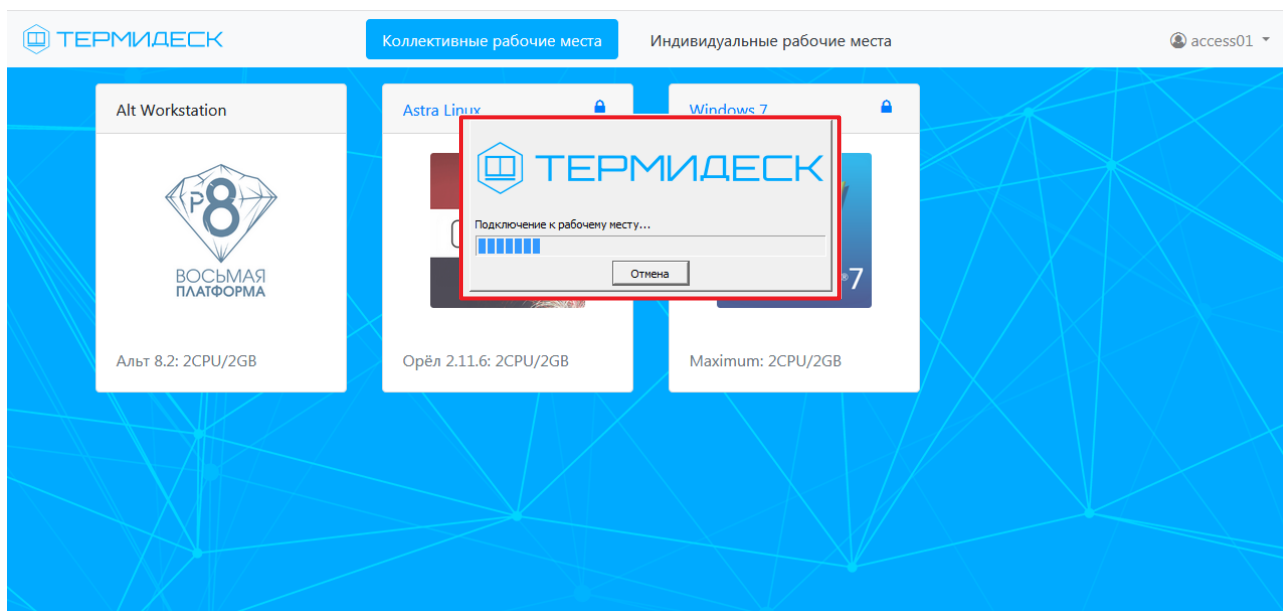 ТЕРМИДЕСК
Коллективные рабочие места
Индивидуальные рабочие места
access01
Alt Workstation
Astra Linux
Windows 7
P8
ВОСЬМАЯ
ПЛАТФОРМА
ТЕРМИДЕСК
Подключение к рабочему месту...
Отмена
®7
Альт 8.2: 2CPU/2GB
Орёл 2.11.6: 2CPU/2GB
Maximum: 2CPU/2GB